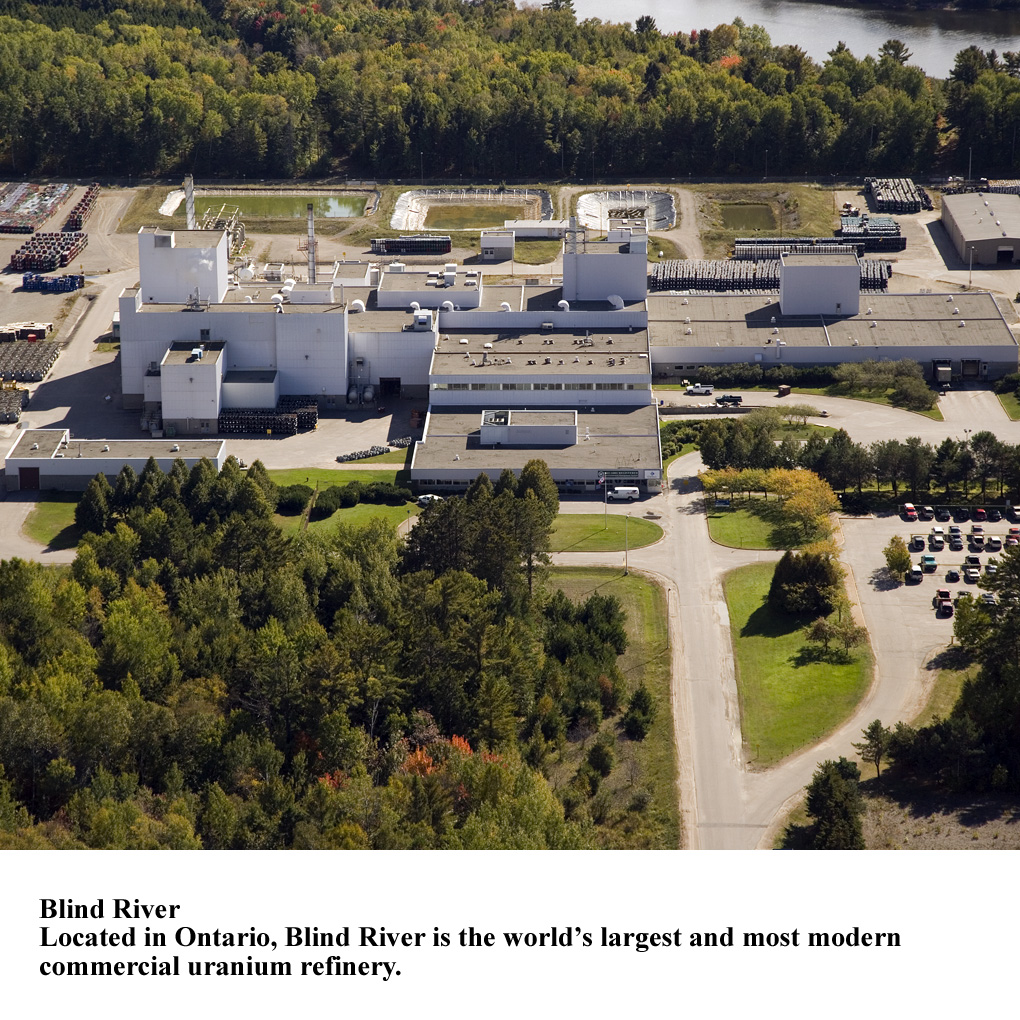 Blind River
Located in Ontario, Blind River is the world’s largest and most modern
commercial uranium refinery.